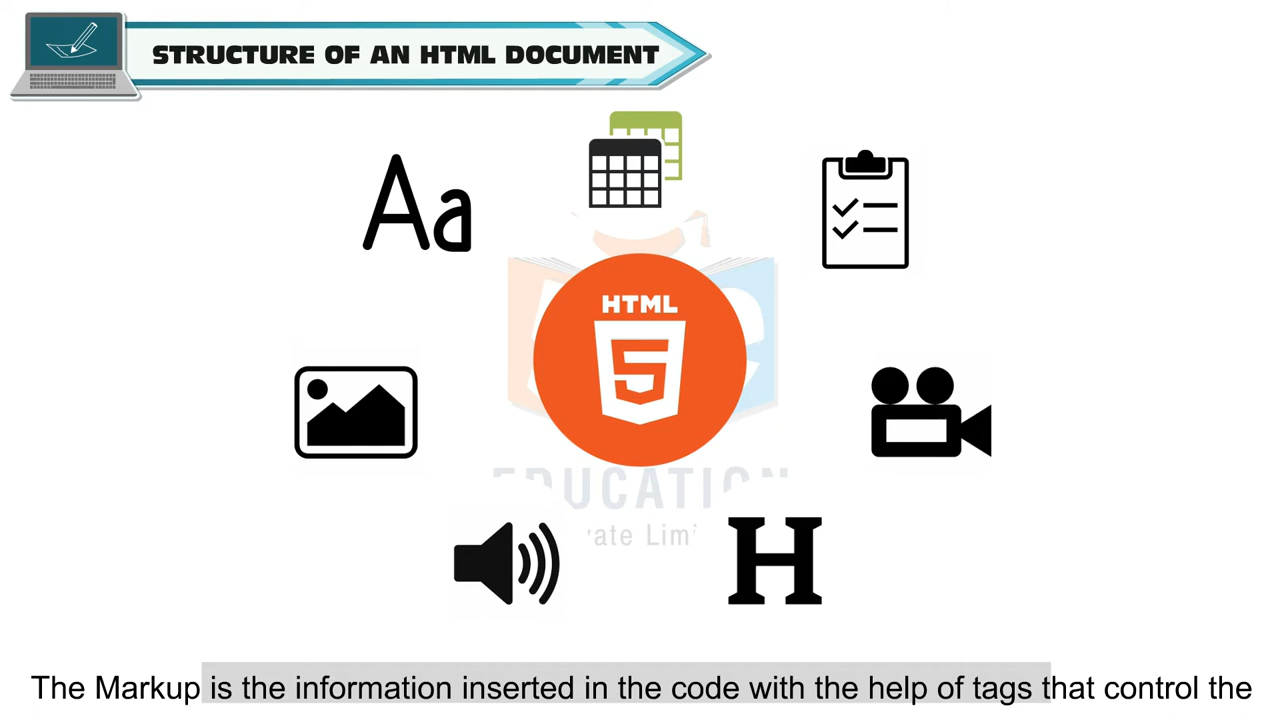 STRUCTURE OF AN HTML DOCUMENT
Aa
HTML
5
EDUCATION
H
The Markup is the information inserted in the code with the help of tags that control the